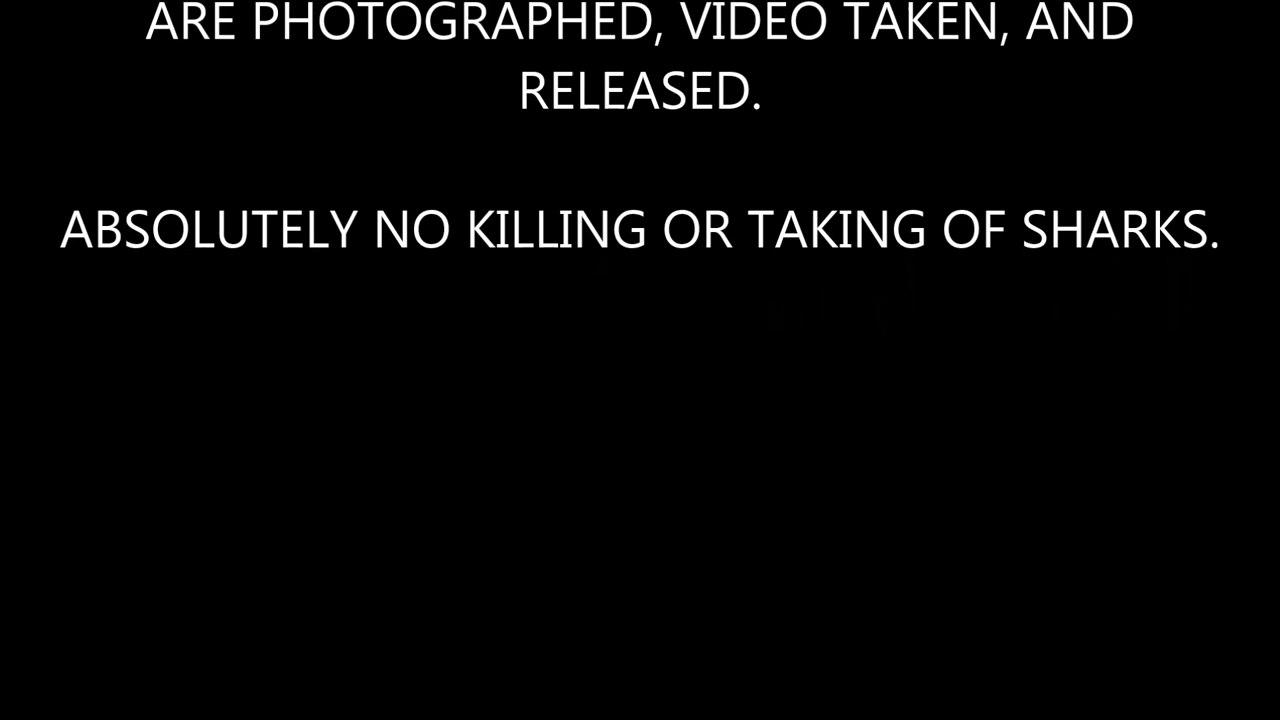 ARE PHOTOGRAPHED, VIDEO TAKEN, AND
RELEASED.
ABSOLUTELY NO KILLING OR TAKING OF SHARKS.